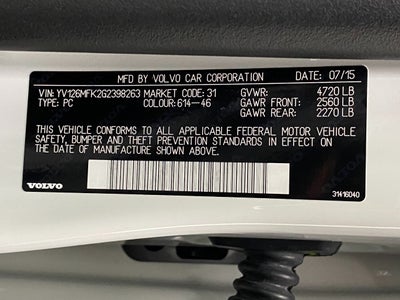 MFD BY VOLVO CAR CORPORATION DATE: 07/15
VIN: YV126MFK2G2398263 MARKET CODE: 31 GVWR: 4720 LB
TYPE: PC COLOUR: 614-46 GAWR FRONT: 2560 LB
GAWR REAR: 2270 LB
THIS VEHICLE CONFORMS TO ALL APPLICABLE FEDERAL MOTOR VEHICLE
SAFETY, BUMPER AND THEFT PREVENTION STANDARDS IN EFFECT ON
THE DATE OF MANUFACTURE SHOWN ABOVE.
VOLVO 31416040